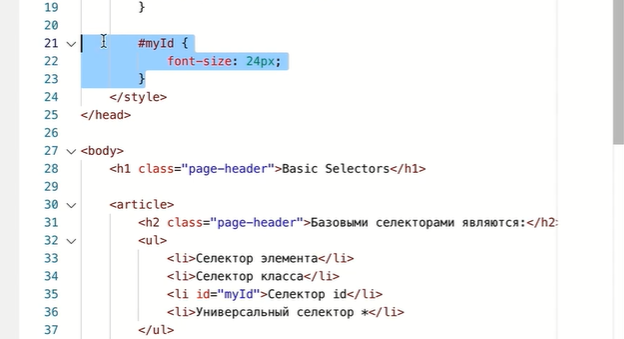 19 }
20
21 #myId {
22 font-size: 24px;
23 }
24 </style>
25 </head>
26
27 <body>
28 <h1 class="page-header">Basic Selectors</h1>
29
30 <article>
31 <h2 class="page-header">Базовыми селекторами являются:</h2>
32 <ul>
33 <li>Селектор элемента</li>
34 <li>Селектор класса</li>
35 <li id="myId">Селектор id</li>
36 <li>Универсальный селектор *</li>
37 </ul>